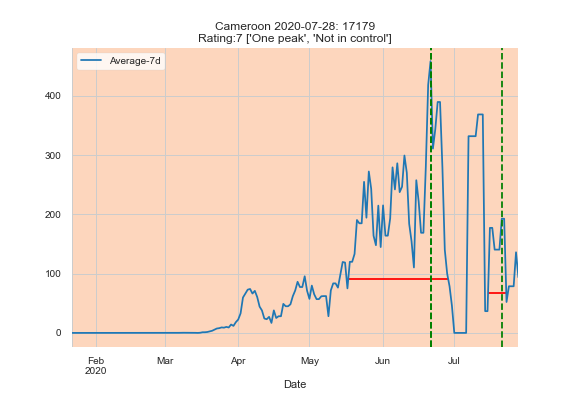 Cameroon 2020-07-28: 17179
Rating:7 ['One peak', 'Not in control']
Average-7d
400
300
200
100
0
Feb
2020
Mar
Apr
May
Jun
Jul
Date